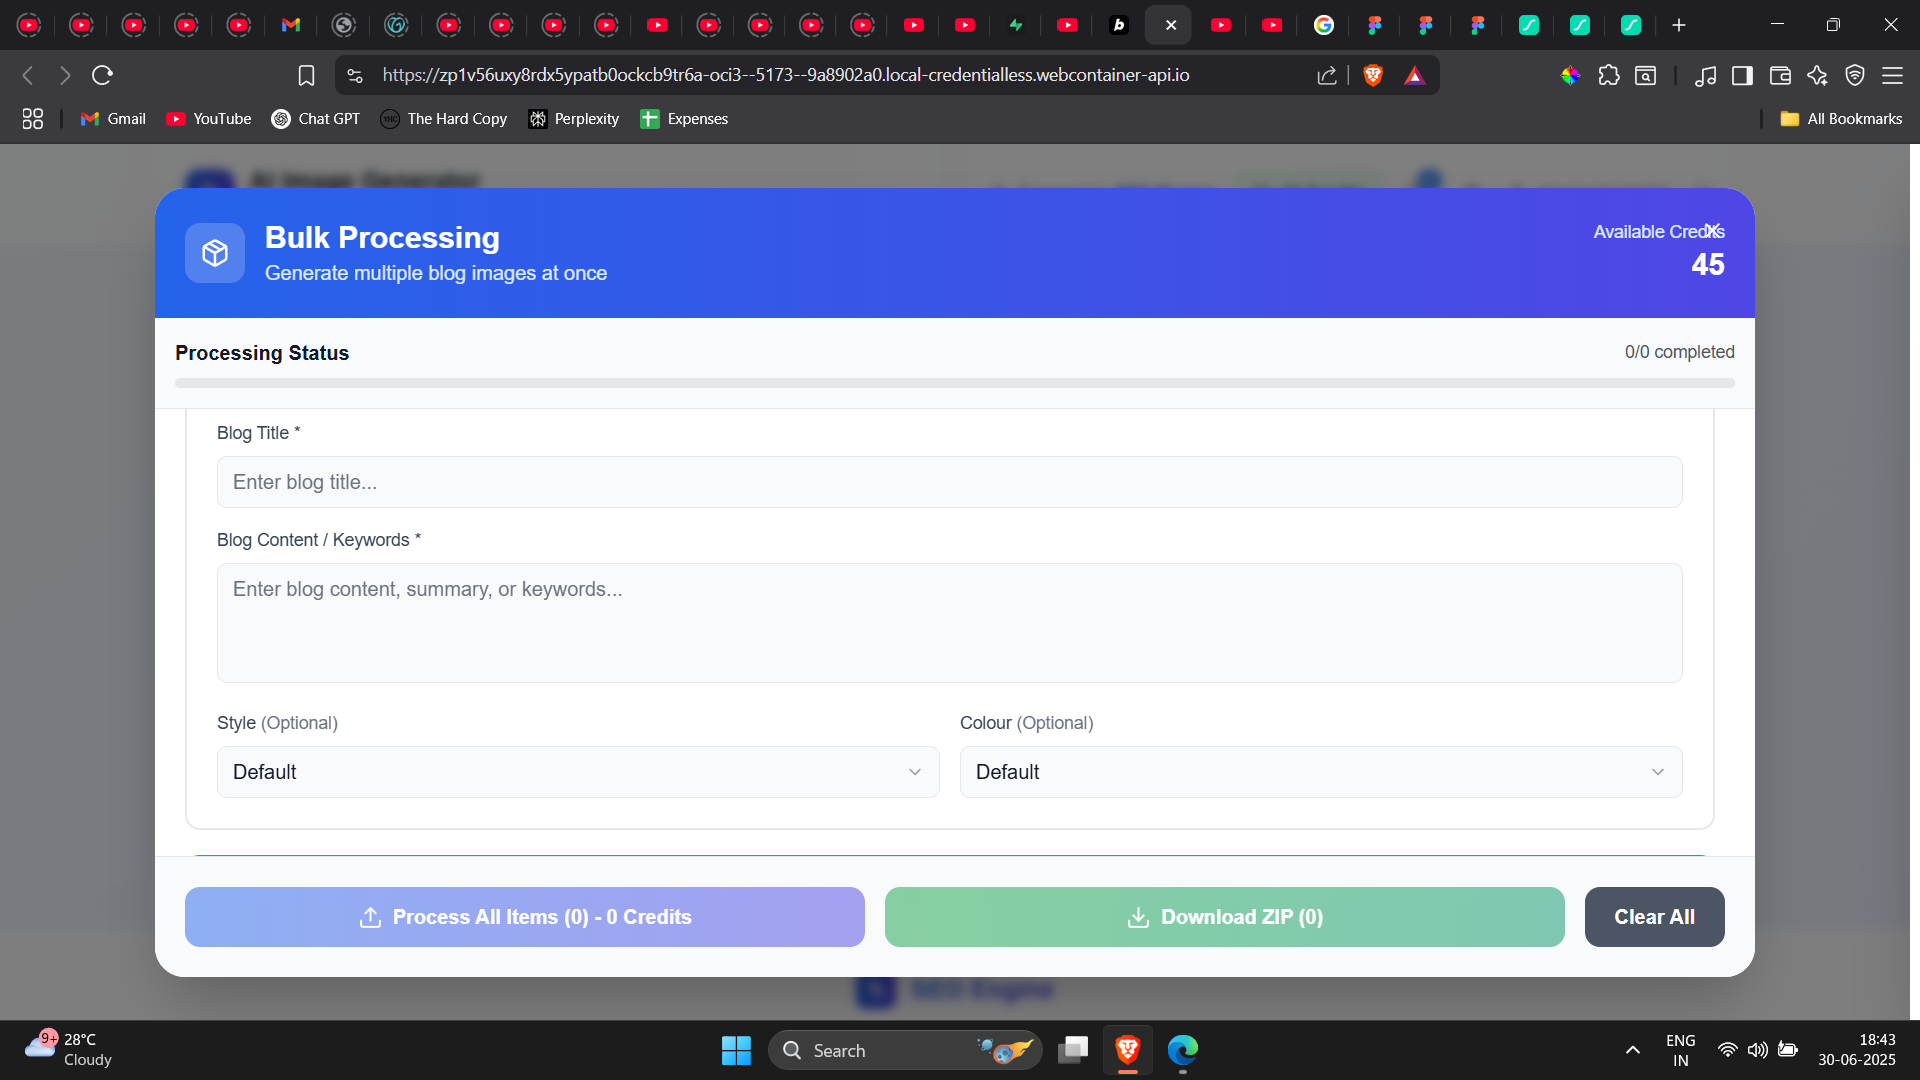 https://zp1v56uxy8rdx5ypatb0ockcb9tr6a-oci3--5173--9a8902a0.local-credentialless.webcontainer-api.io
Gmail
YouTube
Chat GPT
The Hard Copy
Perplexity
Expenses
All Bookmarks
AI Image Generator
Bulk Processing
Generate multiple blog images at once
Available Credits
45
Processing Status
0/0 completed
Blog Title *
Enter blog title...
Blog Content / Keywords *
Enter blog content, summary, or keywords...
Style (Optional)
Colour (Optional)
Default
Default
Process All Items (0) - 0 Credits
Download ZIP (0)
Clear All
SEO Engine
9+
28°C
Cloudy
Search
ENG
IN
18:43
30-06-2025